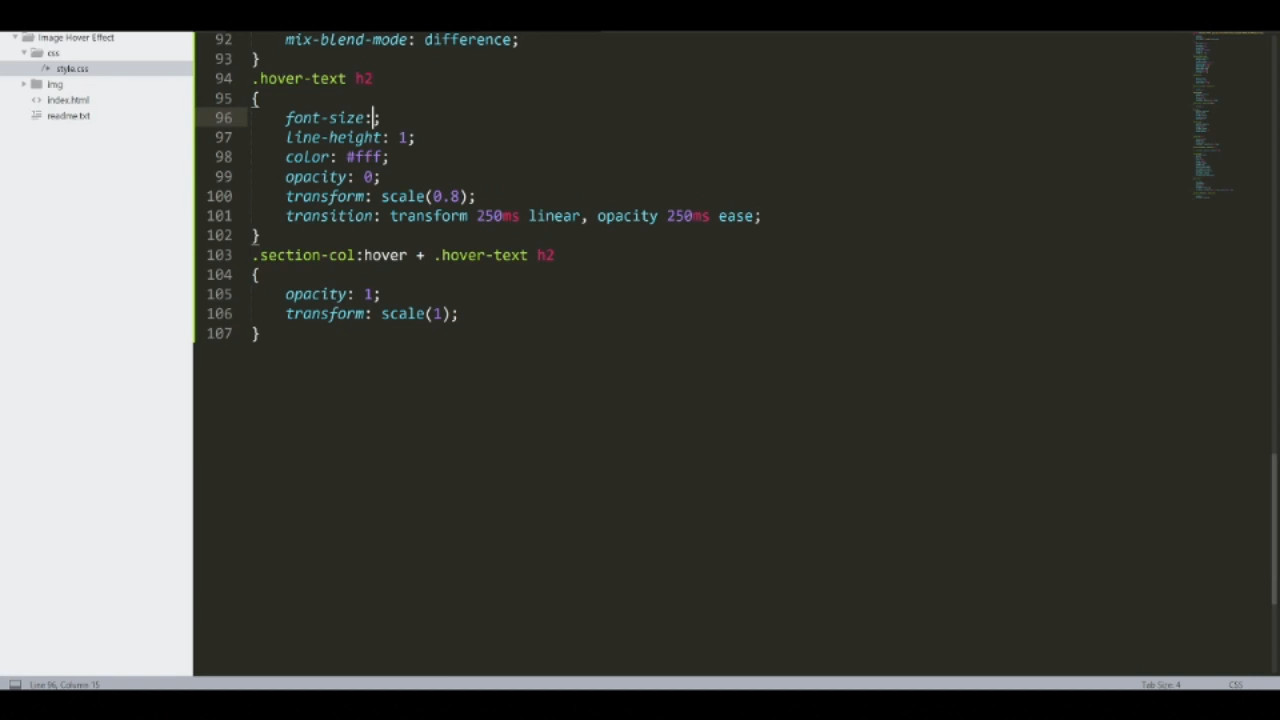 Image Hover Effect
css
/* style.css
img
<> index.html
readme.txt
92 mix-blend-mode: difference;
93 }
94 .hover-text h2
95 {
96 font-size:;
97 line-height: 1;
98 color: #fff;
99 opacity: 0;
100 transform: scale(0.8);
101 transition: transform 250ms linear, opacity 250ms ease;
102 }
103 .section-col:hover + .hover-text h2
104 {
105 opacity: 1;
106 transform: scale(1);
107 }
Line 96, Column 15
Tab Size: 4
CSS